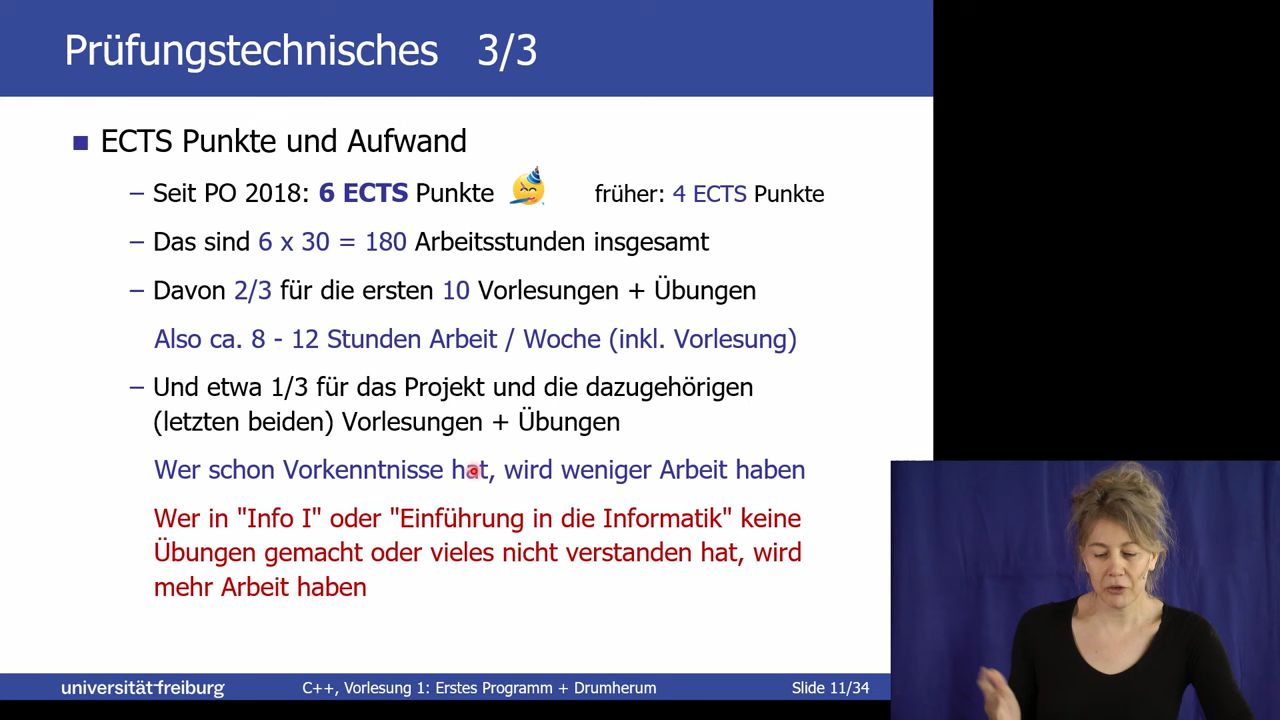 Prüfungstechnisches 3/3
ECTS Punkte und Aufwand
– Seit PO 2018: 6 ECTS Punkte früher: 4 ECTS Punkte
– Das sind 6 x 30 = 180 Arbeitsstunden insgesamt
– Davon 2/3 für die ersten 10 Vorlesungen + Übungen
Also ca. 8 - 12 Stunden Arbeit / Woche (inkl. Vorlesung)
– Und etwa 1/3 für das Projekt und die dazugehörigen
(letzten beiden) Vorlesungen + Übungen
Wer schon Vorkenntnisse hat, wird weniger Arbeit haben
Wer in "Info I" oder "Einführung in die Informatik" keine
Übungen gemacht oder vieles nicht verstanden hat, wird
mehr Arbeit haben
universität freiburg C++, Vorlesung 1: Erstes Programm + Drumherum Slide 11/34